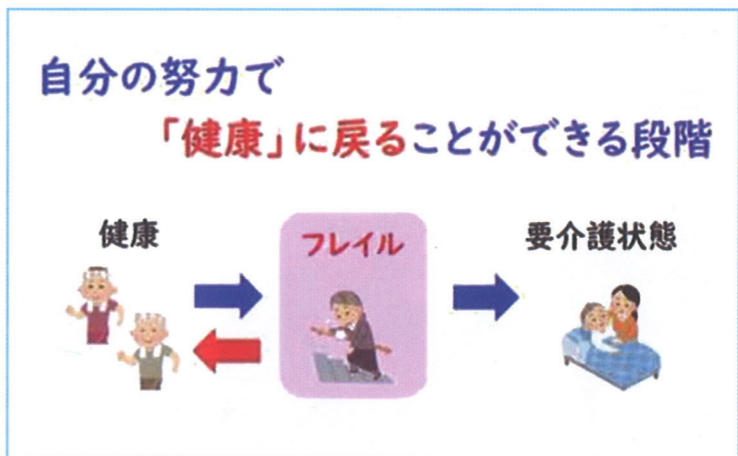 自分の努力で
「健康」に戻ることができる段階
健康
フレイル
要介護状態